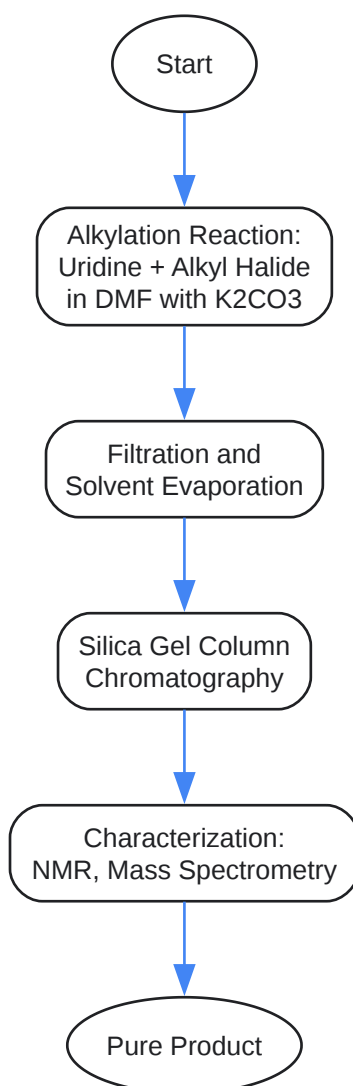 Start
Alkylation Reaction:
Uridine + Alkyl Halide
in DMF with K2CO3
Filtration and
Solvent Evaporation
Silica Gel Column
Chromatography
Characterization:
NMR, Mass Spectrometry
Pure Product